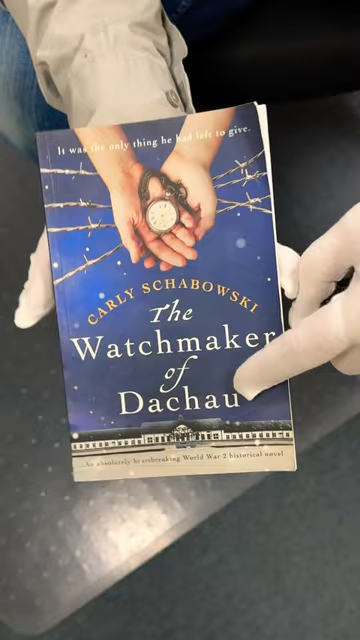 It was the only thing he had left to give.
CARLY SCHABOWSKI
The
Watchmaker
of
Dachau
An absolutely heartbreaking World War 2 historical novel